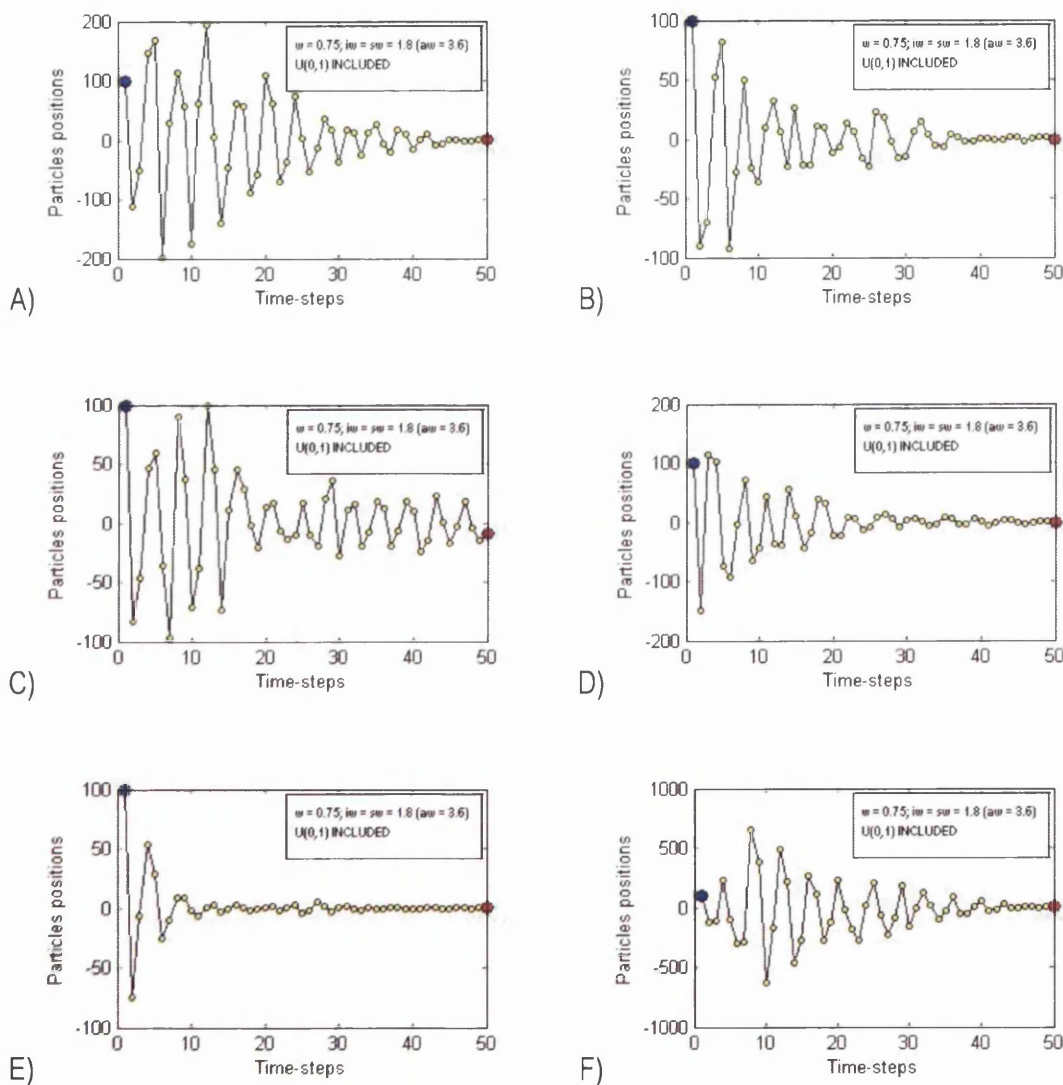 200
100
0
-100
-200
Particles positions
w = 0.75; iw = sw = 1.8 (aw = 3.6)
U(0,1) INCLUDED
0 10 20 30 40 50
Time-steps
A)
100
50
0
-50
-100
Particles positions
w = 0.75; iw = sw = 1.8 (aw = 3.6)
U(0,1) INCLUDED
0 10 20 30 40 50
Time-steps
B)
100
50
0
-50
-100
Particles positions
w = 0.75; iw = sw = 1.8 (aw = 3.6)
U(0,1) INCLUDED
0 10 20 30 40 50
Time-steps
C)
200
100
0
-100
-200
Particles positions
w = 0.75; iw = sw = 1.8 (aw = 3.6)
U(0,1) INCLUDED
0 10 20 30 40 50
Time-steps
D)
100
50
0
-50
-100
Particles positions
w = 0.75; iw = sw = 1.8 (aw = 3.6)
U(0,1) INCLUDED
0 10 20 30 40 50
Time-steps
E)
1000
500
0
-500
-1000
Particles positions
w = 0.75; iw = sw = 1.8 (aw = 3.6)
U(0,1) INCLUDED
0 10 20 30 40 50
Time-steps
F)